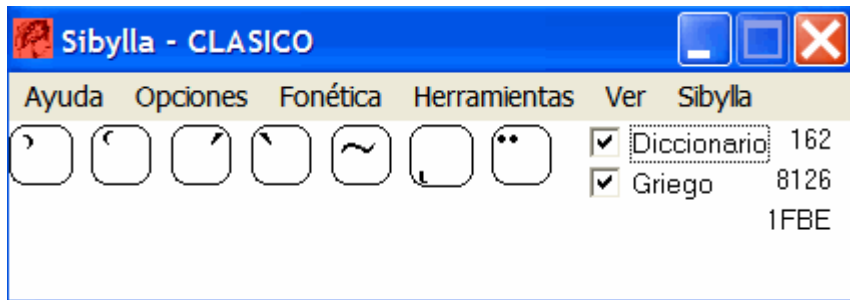 Sibylla - CLASICO
Ayuda Opciones Fonética Herramientas Ver Sibylla
Diccionario 162
Griego 8126
1FBE